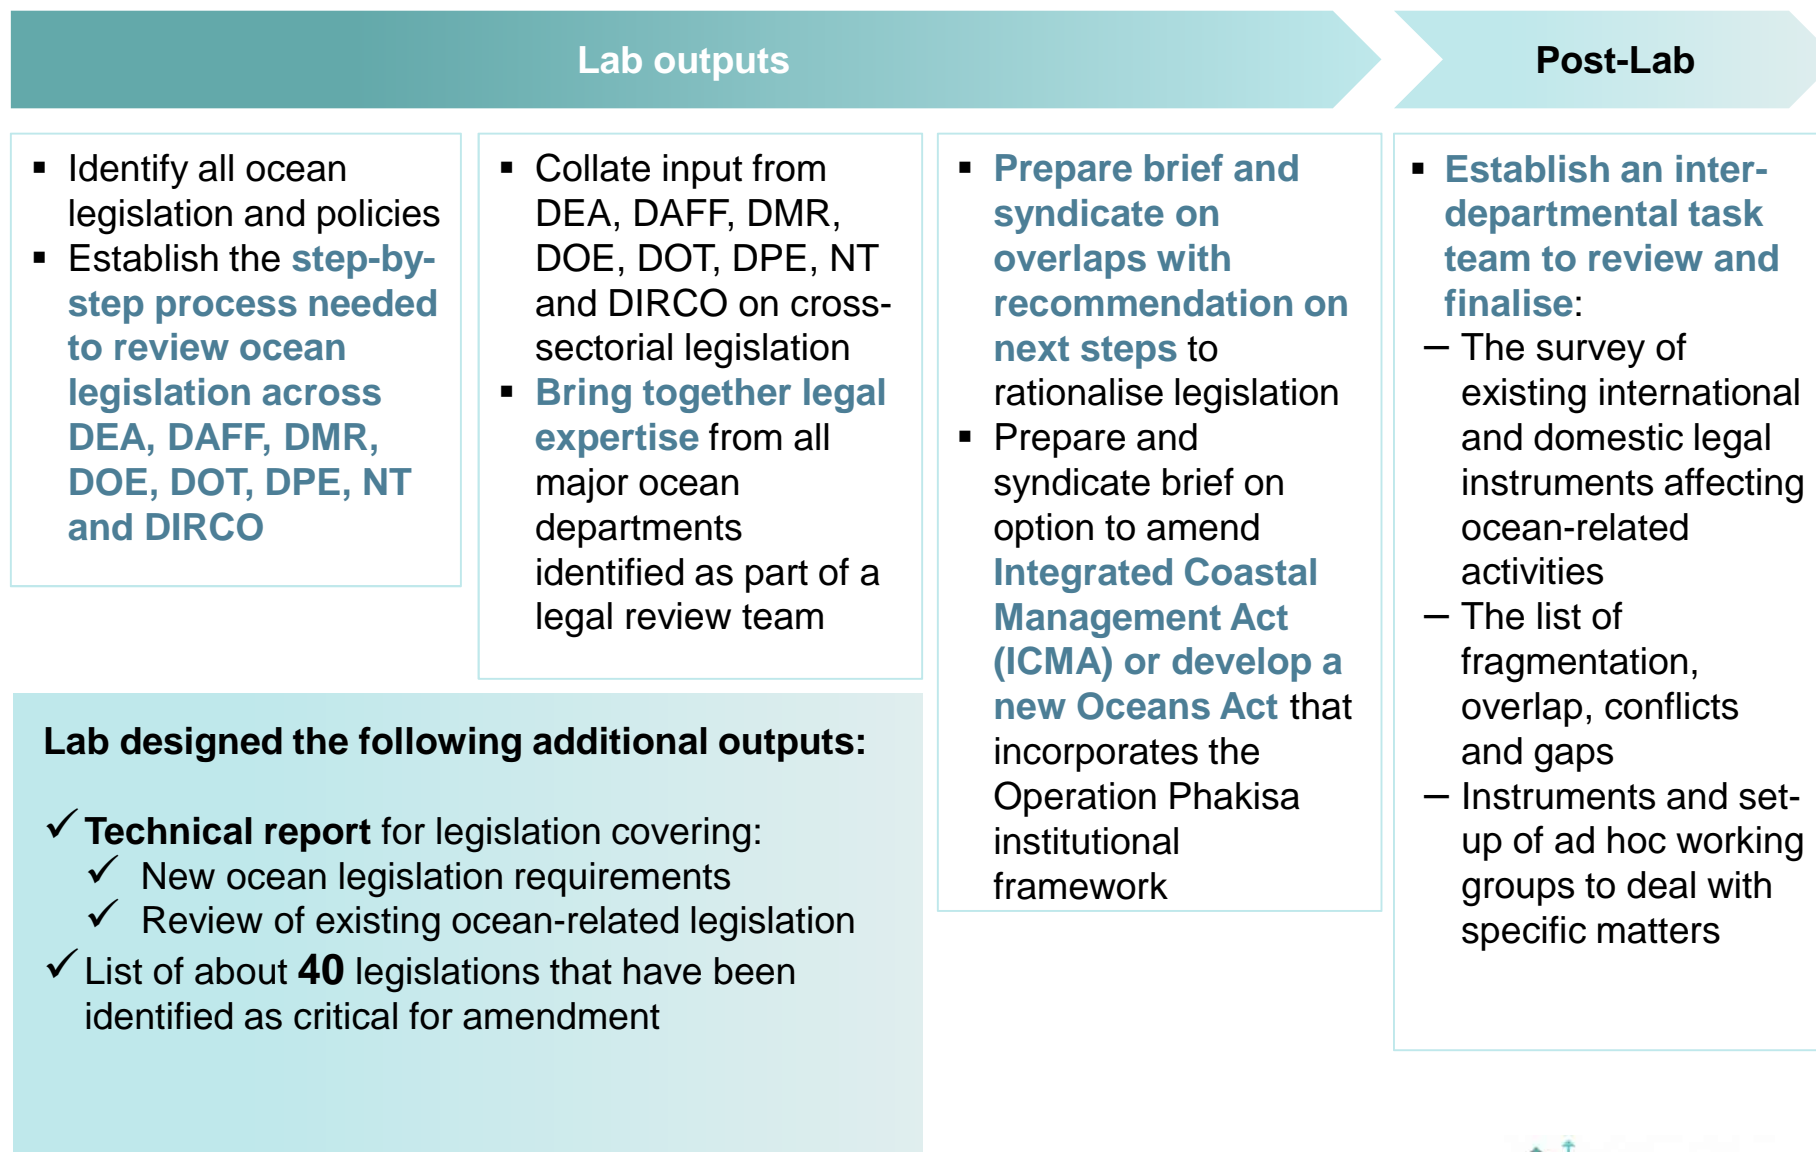 Lab outputs
Post-Lab
▪ Identify all ocean
legislation and policies
▪ Establish the step-by-
step process needed
to review ocean
legislation across
DEA, DAFF, DMR,
DOE, DOT, DPE, NT
and DIRCO
▪ Collate input from
DEA, DAFF, DMR,
DOE, DOT, DPE, NT
and DIRCO on cross-
sectorial legislation
▪ Bring together legal
expertise from all
major ocean
departments
identified as part of a
legal review team
▪ Prepare brief and
syndicate on
overlaps with
recommendation on
next steps to
rationalise legislation
▪ Prepare and
syndicate brief on
option to amend
Integrated Coastal
Management Act
(ICMA) or develop a
new Oceans Act that
incorporates the
Operation Phakisa
institutional
framework
▪ Establish an inter-
departmental task
team to review and
finalise:
– The survey of
existing international
and domestic legal
instruments affecting
ocean-related
activities
– The list of
fragmentation,
overlap, conflicts
and gaps
– Instruments and set-
up of ad hoc working
groups to deal with
specific matters
Lab designed the following additional outputs:
✓ Technical report for legislation covering:
✓ New ocean legislation requirements
✓ Review of existing ocean-related legislation
✓ List of about 40 legislations that have been
identified as critical for amendment